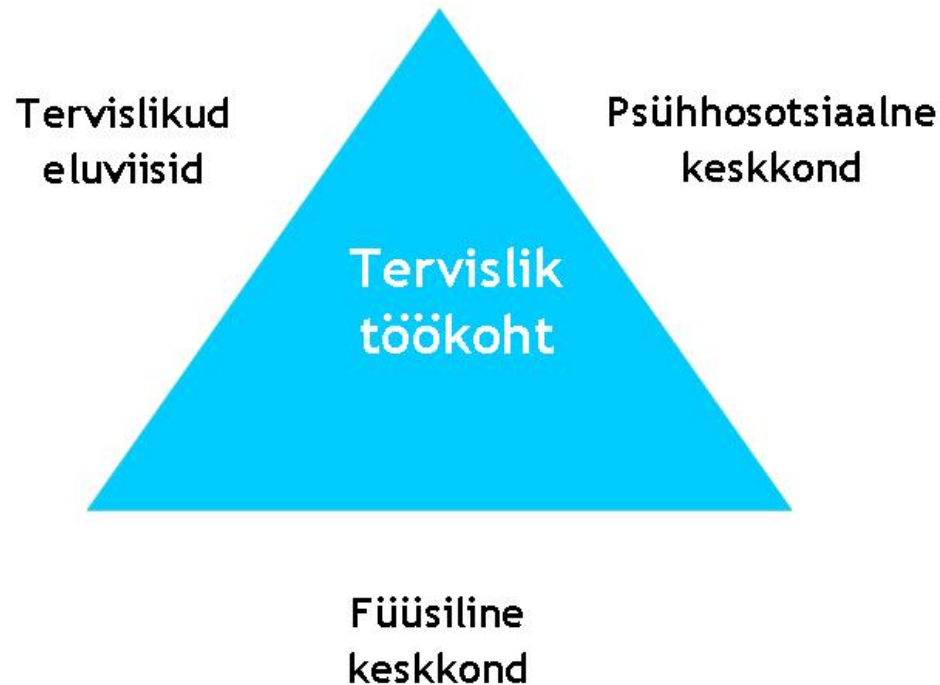 Tervislikud
eluviisid
Psühhosotsiaalne
keskkond
Tervislik
töökoht
Füüsiline
keskkond